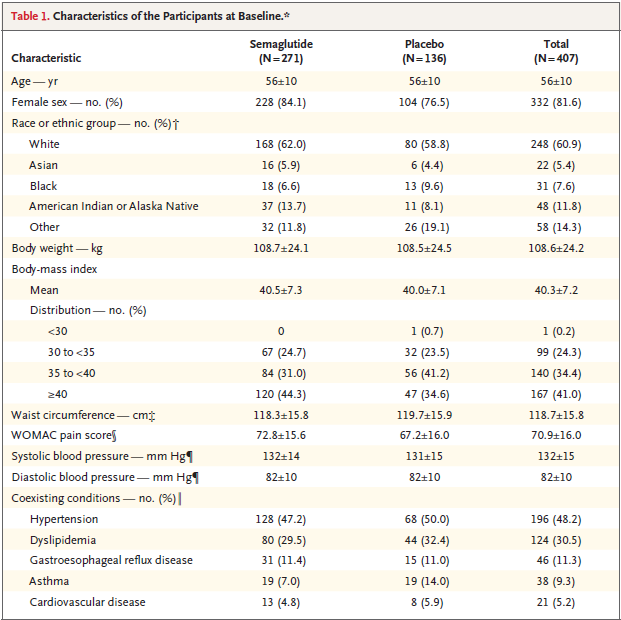 Table 1. Characteristics of the Participants at Baseline.*
Characteristic Semaglutide (N=271) Placebo (N=136) Total (N=407)
Age — yr 56±10 56±10 56±10
Female sex — no. (%) 228 (84.1) 104 (76.5) 332 (81.6)
Race or ethnic group — no. (%)†
White 168 (62.0) 80 (58.8) 248 (60.9)
Asian 16 (5.9) 6 (4.4) 22 (5.4)
Black 18 (6.6) 13 (9.6) 31 (7.6)
American Indian or Alaska Native 37 (13.7) 11 (8.1) 48 (11.8)
Other 32 (11.8) 26 (19.1) 58 (14.3)
Body weight — kg 108.7±24.1 108.5±24.5 108.6±24.2
Body-mass index
Mean 40.5±7.3 40.0±7.1 40.3±7.2
Distribution — no. (%)
<30 0 1 (0.7) 1 (0.2)
30 to <35 67 (24.7) 32 (23.5) 99 (24.3)
35 to <40 84 (31.0) 56 (41.2) 140 (34.4)
≥40 120 (44.3) 47 (34.6) 167 (41.0)
Waist circumference — cm‡ 118.3±15.8 119.7±15.9 118.7±15.8
WOMAC pain score§ 72.8±15.6 67.2±16.0 70.9±16.0
Systolic blood pressure — mm Hg¶ 132±14 131±15 132±15
Diastolic blood pressure — mm Hg¶ 82±10 82±10 82±10
Coexisting conditions — no. (%)‖
Hypertension 128 (47.2) 68 (50.0) 196 (48.2)
Dyslipidemia 80 (29.5) 44 (32.4) 124 (30.5)
Gastroesophageal reflux disease 31 (11.4) 15 (11.0) 46 (11.3)
Asthma 19 (7.0) 19 (14.0) 38 (9.3)
Cardiovascular disease 13 (4.8) 8 (5.9) 21 (5.2)